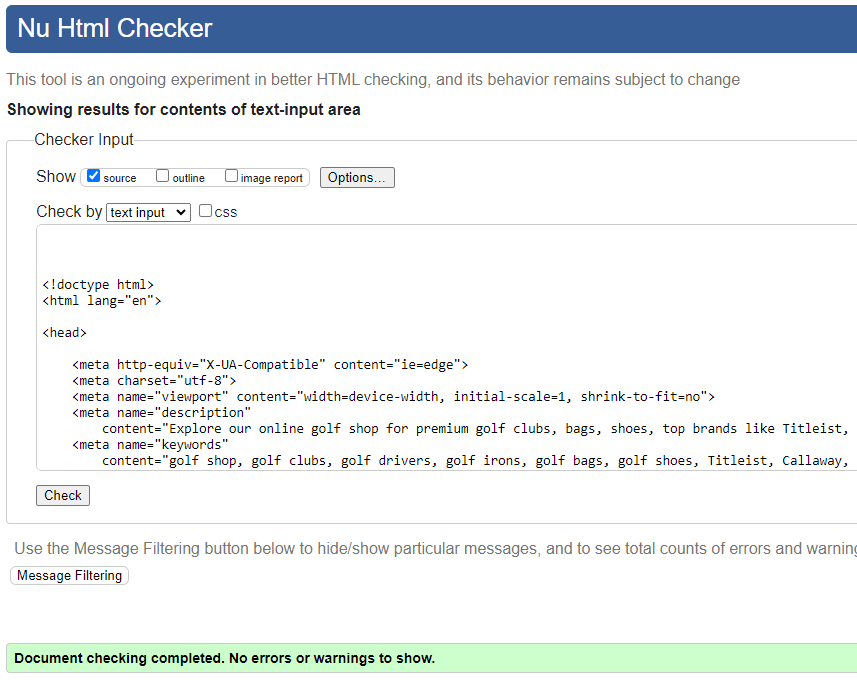 Nu Html Checker
This tool is an ongoing experiment in better HTML checking, and its behavior remains subject to change
Showing results for contents of text-input area
Checker Input
Show source outline image report Options...
Check by text input css
<!doctype html>
<html lang="en">
<head>
<meta http-equiv="X-UA-Compatible" content="ie=edge">
<meta charset="utf-8">
<meta name="viewport" content="width=device-width, initial-scale=1, shrink-to-fit=no">
<meta name="description"
content="Explore our online golf shop for premium golf clubs, bags, shoes, top brands like Titleist,
<meta name="keywords"
content="golf shop, golf clubs, golf drivers, golf irons, golf bags, golf shoes, Titleist, Callaway,
Check
Use the Message Filtering button below to hide/show particular messages, and to see total counts of errors and warning
Message Filtering
Document checking completed. No errors or warnings to show.